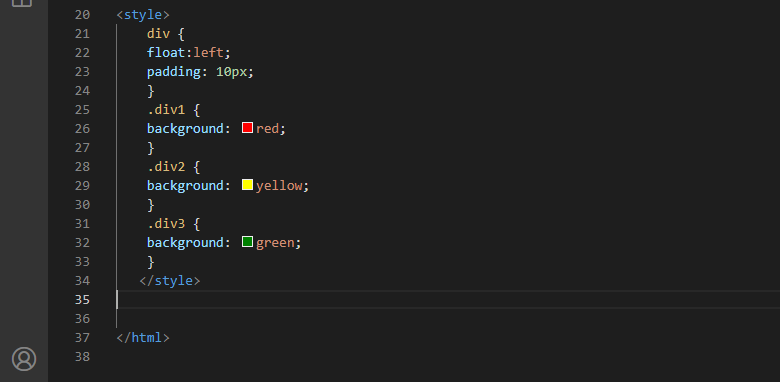 20 <style>
21 div {
22 float:left;
23 padding: 10px;
24 }
25 .div1 {
26 background: red;
27 }
28 .div2 {
29 background: yellow;
30 }
31 .div3 {
32 background: green;
33 }
34 </style>
35
36
37 </html>
38